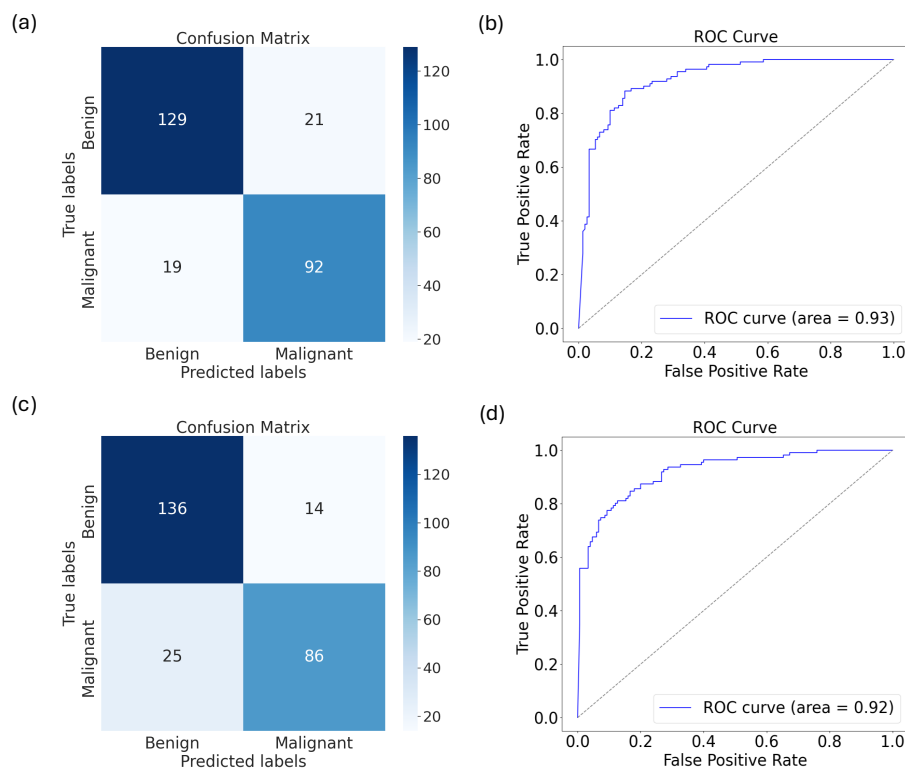 (a)
Confusion Matrix
True labels
Benign
Malignant
129
21
19
92
Benign
Malignant
Predicted labels
120
100
80
60
40
20
(b)
ROC Curve
True Positive Rate
1.0
0.8
0.6
0.4
0.2
0.0
ROC curve (area = 0.93)
0.0
0.2
0.4
0.6
0.8
1.0
False Positive Rate
(c)
Confusion Matrix
True labels
Benign
Malignant
136
14
25
86
Benign
Malignant
Predicted labels
120
100
80
60
40
20
(d)
ROC Curve
True Positive Rate
1.0
0.8
0.6
0.4
0.2
0.0
ROC curve (area = 0.92)
0.0
0.2
0.4
0.6
0.8
1.0
False Positive Rate